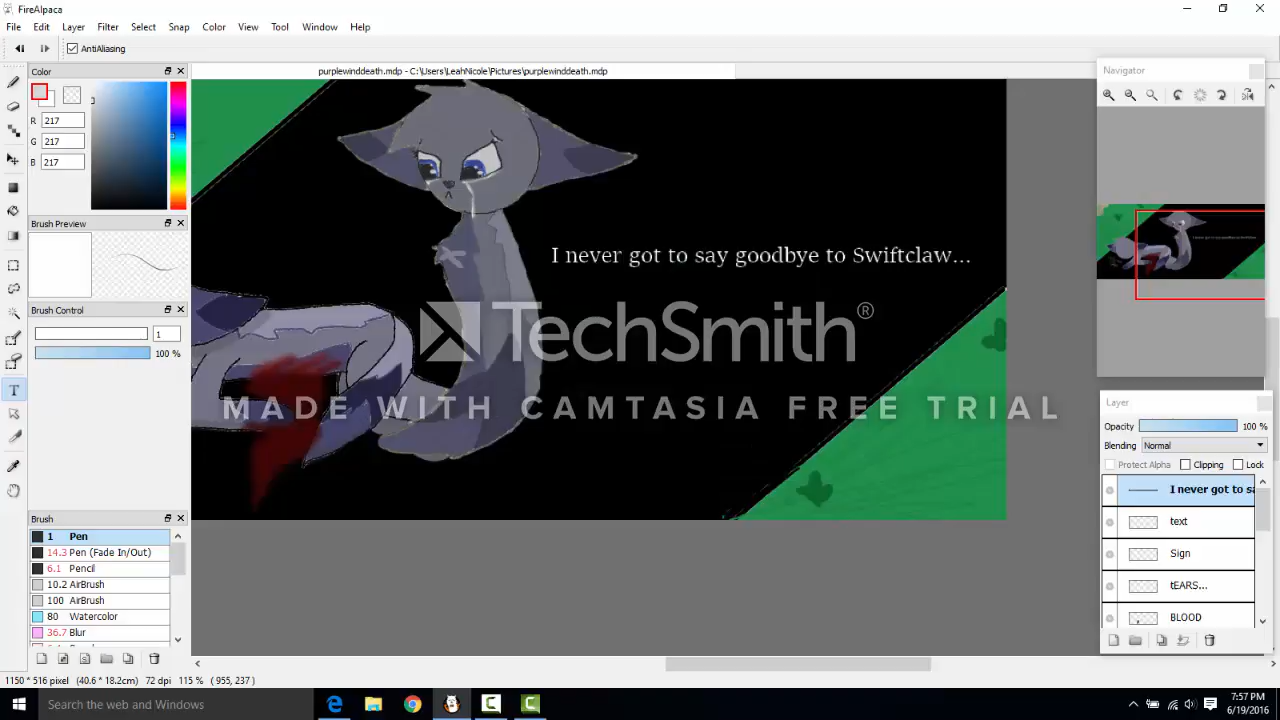 FireAlpaca
File Edit Layer Filter Select Snap Color View Tool Window Help
AntiAliasing
Color
purplewinddeath.mdp - C:\Users\LeahNicole\Pictures\purplewinddeath.mdp
Navigator
R 217
G 217
B 217
Brush Preview
I never got to say goodbye to Swiftclaw...
Brush Control
1
100 %
TechSmith®
MADE WITH CAMTASIA FREE TRIAL
Layer
Opacity 100 %
Blending Normal
Protect Alpha Clipping Lock
I never got to sa
text
Sign
tEARS...
BLOOD
Brush
1 Pen
14.3 Pen (Fade In/Out)
6.1 Pencil
10.2 AirBrush
100 AirBrush
80 Watercolor
36.7 Blur
1150 * 516 pixel (40.6 * 18.2cm) 72 dpi 115 % ( 955, 237 )
Search the web and Windows
7:57 PM
6/19/2016